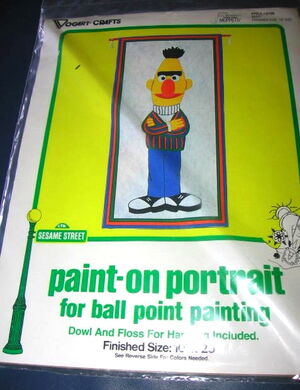 VOGART CRAFTS
MUPPETS
SESAME STREET
paint-on portrait
for ball point painting
Dowl And Floss For Included.
Finished Size:
See Reverse Side For Colors Needed.